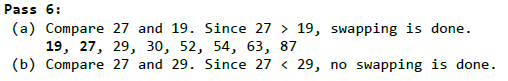 Pass 6:
(a) Compare 27 and 19. Since 27 > 19, swapping is done.
19, 27, 29, 30, 52, 54, 63, 87
(b) Compare 27 and 29. Since 27 < 29, no swapping is done.